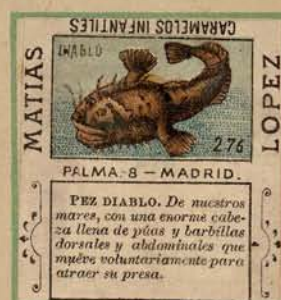 CARAMELOS INFANTILES
MATIAS
LOPEZ
DIABLO
276
PALMA. 8 – MADRID.
PEZ DIABLO. De nuestros
mares, con una enorme cabe-
za llena de púas y barbillas
dorsales y abdominales que
muéve voluntariamente para
atraer su presa.